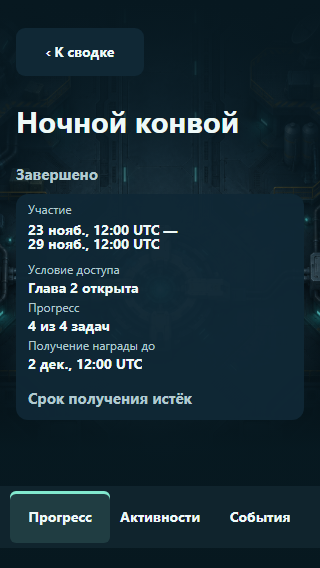 ‹ К сводке
Ночной конвой
Завершено
Участие
23 нояб., 12:00 UTC —
29 нояб., 12:00 UTC
Условие доступа
Глава 2 открыта
Прогресс
4 из 4 задач
Получение награды до
2 дек., 12:00 UTC
Срок получения истёк
Прогресс Активности События